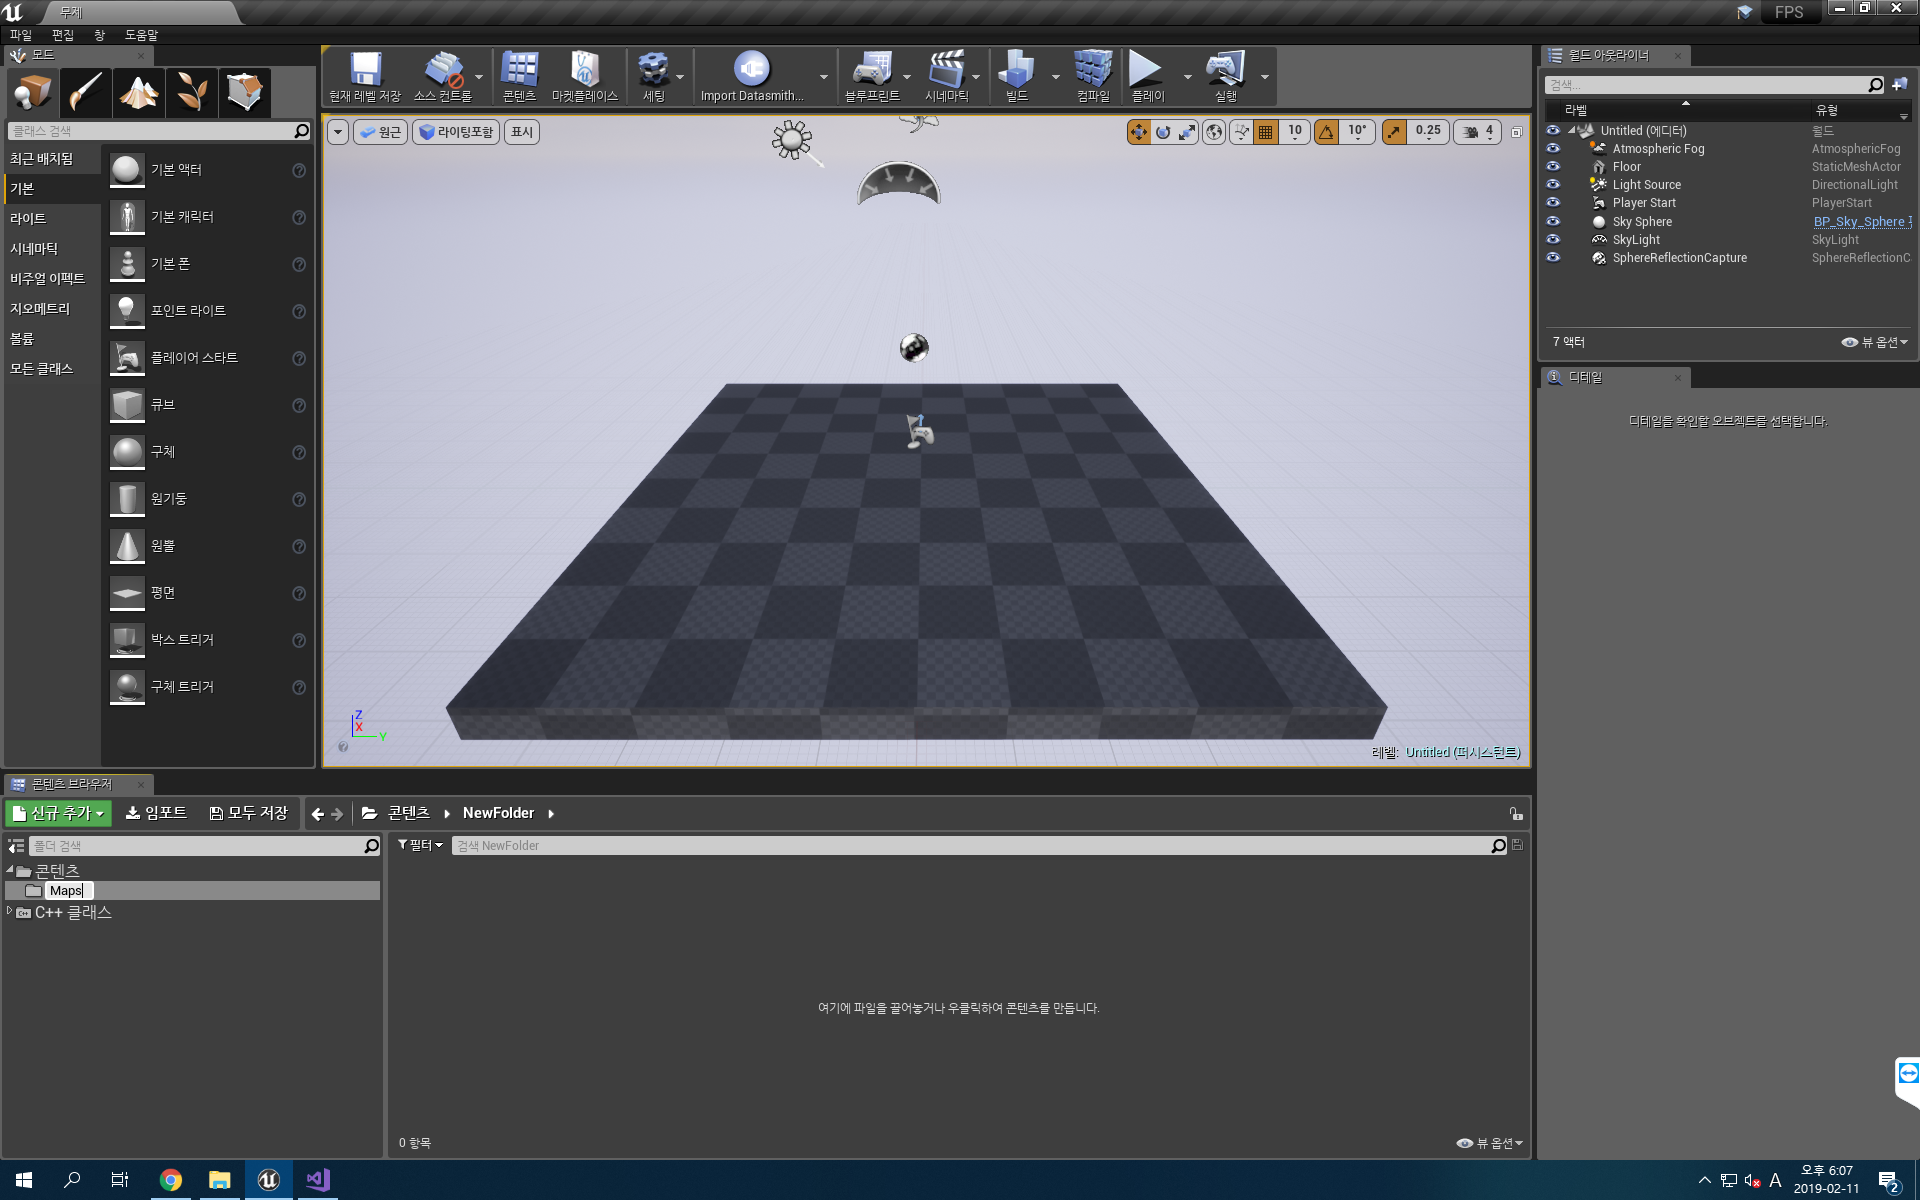 무제
FPS
파일 편집 창 도움말
모드
클래스 검색
최근 배치됨
기본
라이트
시네마틱
비주얼 이펙트
지오메트리
볼륨
모든 클래스
기본 액터
기본 캐릭터
기본 폰
포인트 라이트
플레이어 스타트
큐브
구체
원기둥
원뿔
평면
박스 트리거
구체 트리거
현재 레벨 저장 소스 컨트롤 콘텐츠 마켓플레이스 세팅 Import Datasmith... 블루프린트 시네마틱 빌드 컴파일 플레이 실행
원근 라이팅포함 표시
10 10° 0.25 4
Z
X
Y
레벨: Untitled (퍼시스턴트)
월드 아웃라이너
검색...
라벨 유형
Untitled (에디터) 월드
Atmospheric Fog AtmosphericFog
Floor StaticMeshActor
Light Source DirectionalLight
Player Start PlayerStart
Sky Sphere BP_Sky_Sphere
SkyLight SkyLight
SphereReflectionCapture SphereReflectionC
7 액터
뷰 옵션
디테일
디테일을 확인할 오브젝트를 선택합니다.
콘텐츠 브라우저
신규 추가 임포트 모두 저장 콘텐츠 NewFolder
폴더 검색
필터 검색 NewFolder
콘텐츠
Maps
C++ 클래스
여기에 파일을 끌어놓거나 우클릭하여 콘텐츠를 만듭니다.
0 항목
뷰 옵션
A
오후 6:07
2019-02-11
2